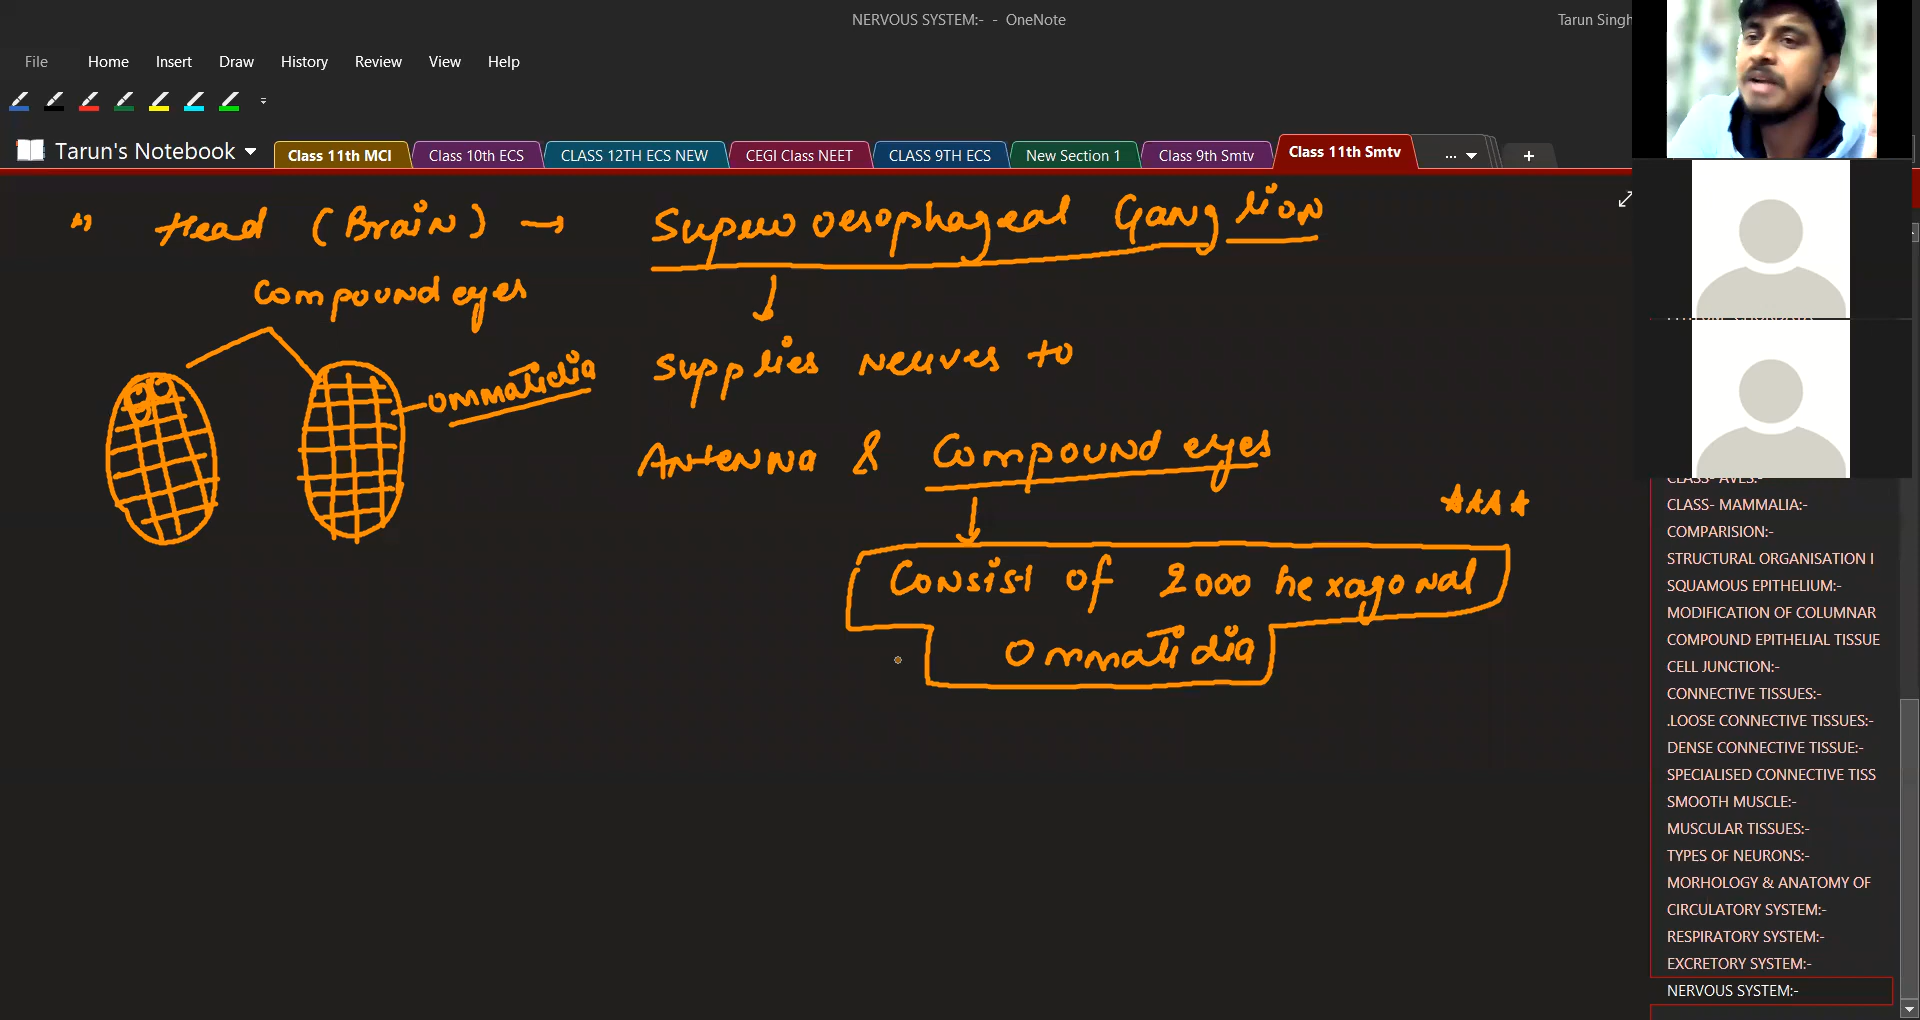 NERVOUS SYSTEM:- - OneNote
Tarun Singh
File Home Insert Draw History Review View Help
Tarun's Notebook
Class 11th MCI Class 10th ECS CLASS 12TH ECS NEW CEGI Class NEET CLASS 9TH ECS New Section 1 Class 9th Smtv Class 11th Smtv ... +
Head (Brain) → Supra oesophageal Ganglion
Compound eyes
ommatidia
Supplies nerves to
Antenna & Compound eyes
Consist of 2000 hexagonal
Ommatidia
CLASS- AVES:-
CLASS- MAMMALIA:-
COMPARISION:-
STRUCTURAL ORGANISATION I
SQUAMOUS EPITHELIUM:-
MODIFICATION OF COLUMNAR
COMPOUND EPITHELIAL TISSUE
CELL JUNCTION:-
CONNECTIVE TISSUES:-
.LOOSE CONNECTIVE TISSUES:-
DENSE CONNECTIVE TISSUE:-
SPECIALISED CONNECTIVE TISS
SMOOTH MUSCLE:-
MUSCULAR TISSUES:-
TYPES OF NEURONS:-
MORHOLOGY & ANATOMY OF
CIRCULATORY SYSTEM:-
RESPIRATORY SYSTEM:-
EXCRETORY SYSTEM:-
NERVOUS SYSTEM:-